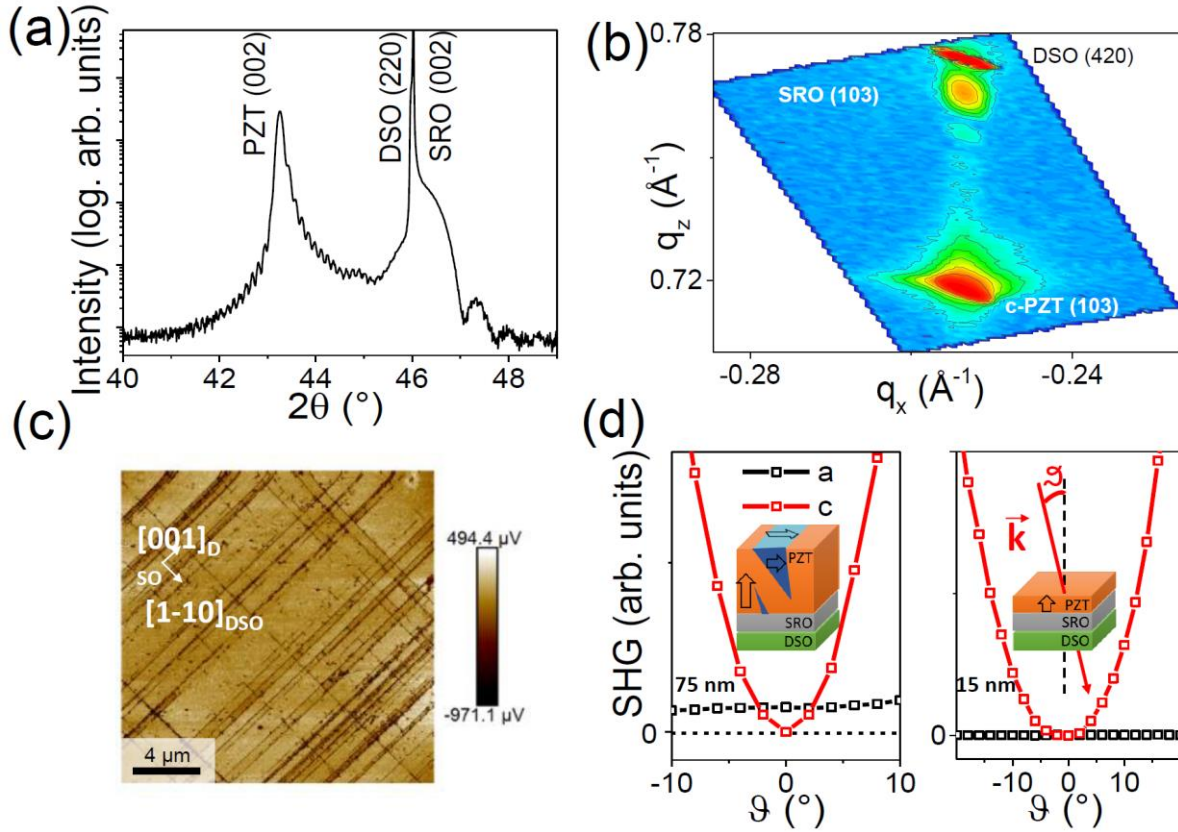 (a)
Intensity (log. arb. units)
PZT (002)
DSO (220)
SRO (002)
40 42 44 46 48
2θ (°)
(b)
0.78
0.72
q_z (Å⁻¹)
DSO (420)
SRO (103)
c-PZT (103)
-0.28 -0.24
q_x (Å⁻¹)
(c)
[001]_D
SO
[1-10]_DSO
4 µm
494.4 µV
-971.1 µV
(d)
SHG (arb. units)
0
a
c
PZT
SRO
DSO
75 nm
-10 0 10
ϑ (°)
ϑ
k
PZT
SRO
DSO
15 nm
0
-10 0 10
ϑ (°)